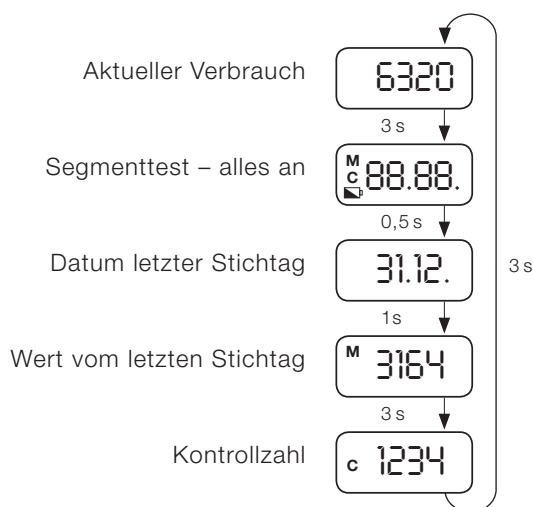 Aktueller Verbrauch 6320
3 s
Segmenttest – alles an M C 88.88.
0,5 s
Datum letzter Stichtag 31.12.
3 s
1 s
Wert vom letzten Stichtag M 3164
3 s
Kontrollzahl C 1234